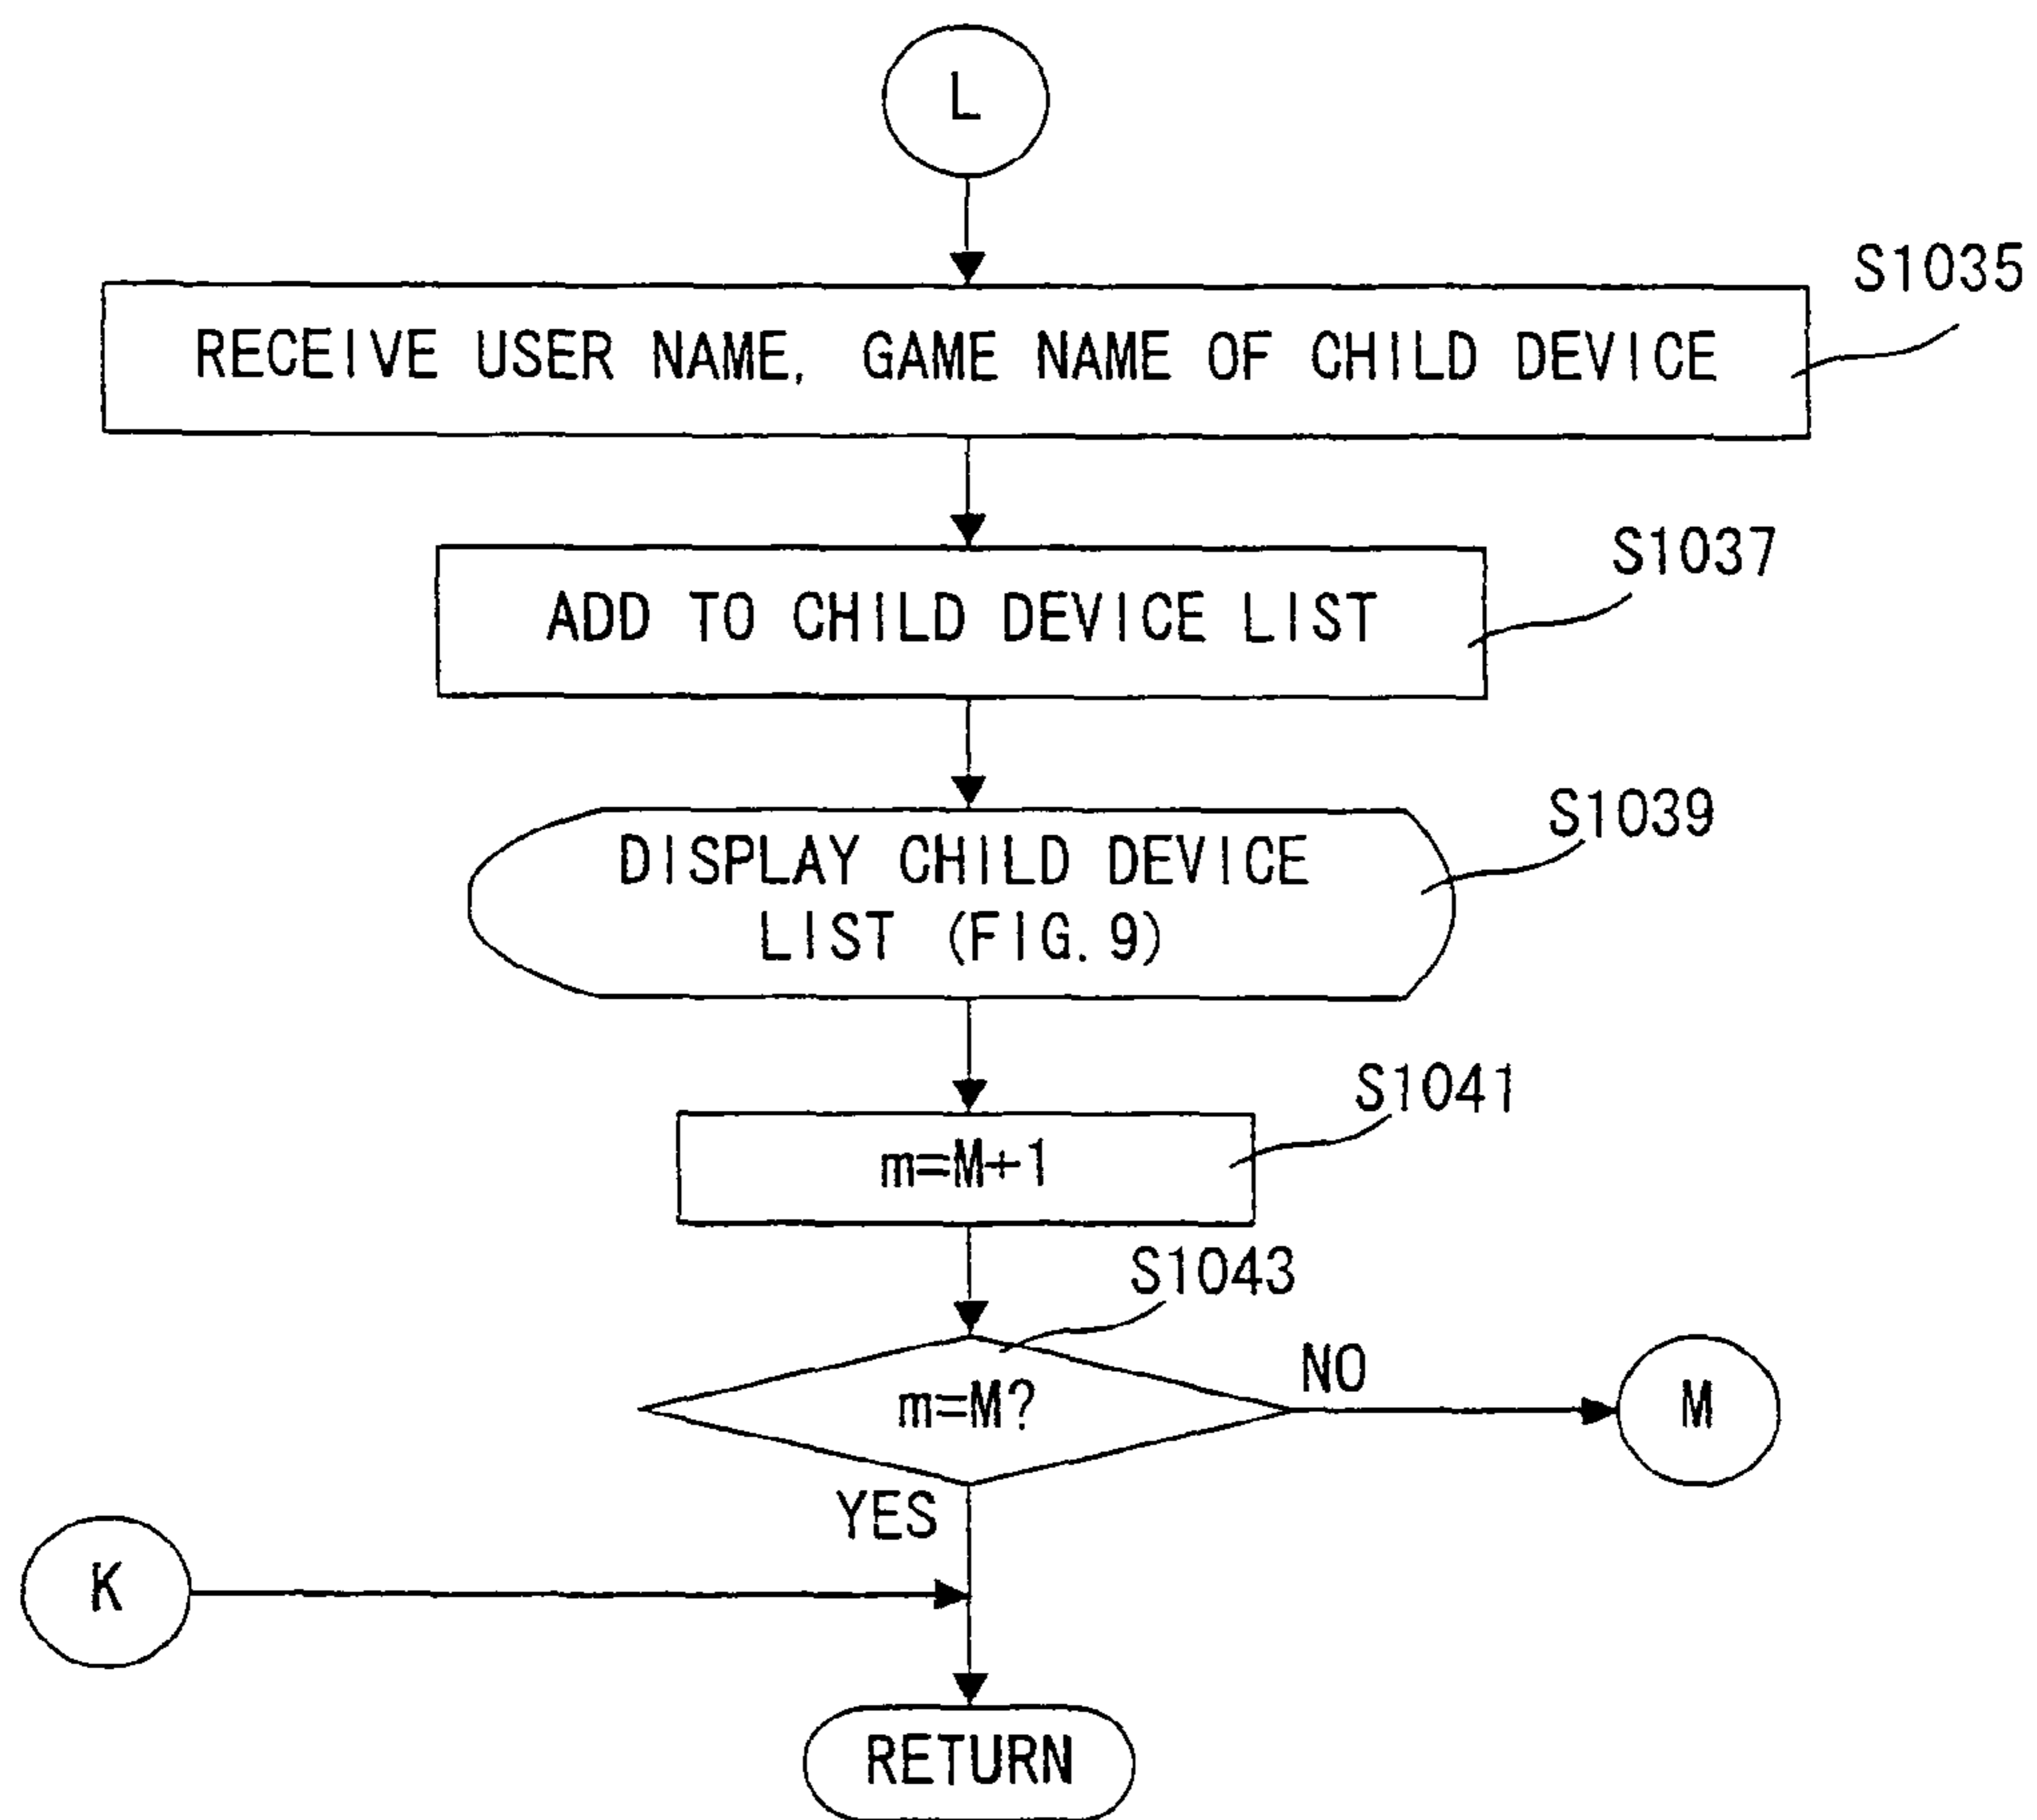 L
S1035
RECEIVE USER NAME, GAME NAME OF CHILD DEVICE
S1037
ADD TO CHILD DEVICE LIST
S1039
DISPLAY CHILD DEVICE
LIST (FIG. 9)
S1041
m=M+1
S1043
m=M?
NO
M
YES
K
RETURN